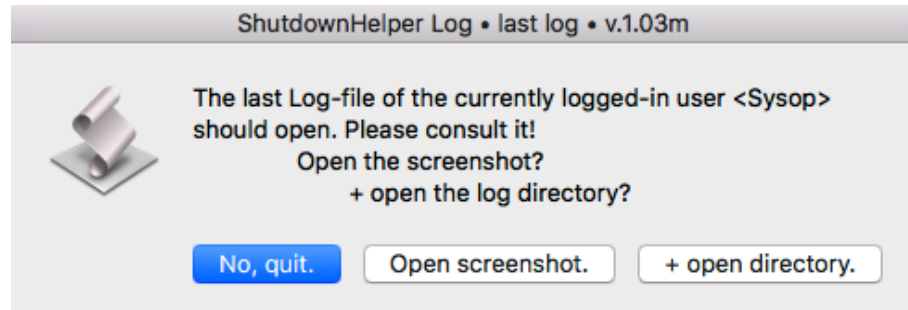 ShutdownHelper Log • last log • v.1.03m
The last Log-file of the currently logged-in user <Sysop>
should open. Please consult it!
Open the screenshot?
+ open the log directory?
No, quit.
Open screenshot.
+ open directory.